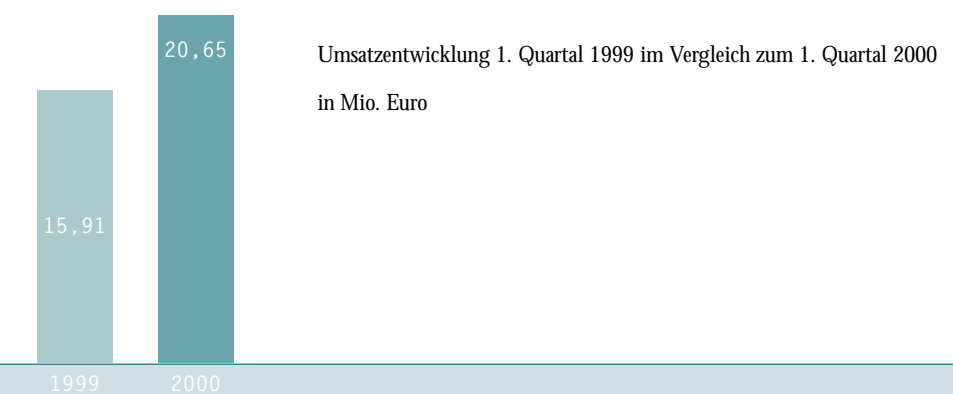 20,65
Umsatzentwicklung 1. Quartal 1999 im Vergleich zum 1. Quartal 2000
in Mio. Euro
15,91
1999 2000